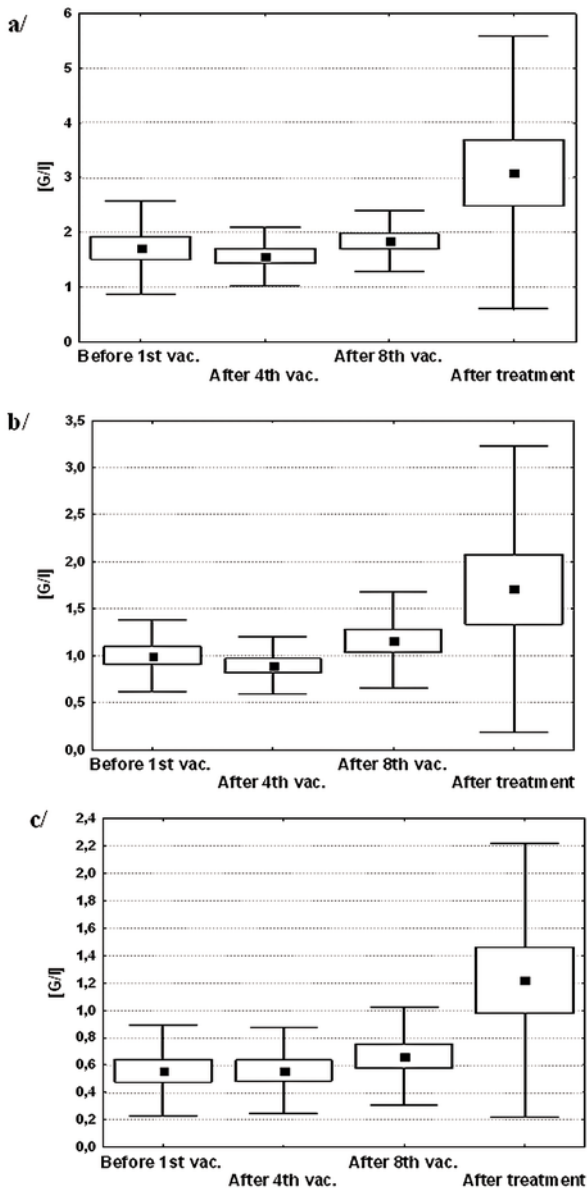 a/
6
5
4
3
2
1
0
[G/l]
Before 1st vac.
After 4th vac.
After 8th vac.
After treatment
b/
3,5
3,0
2,5
2,0
1,5
1,0
0,5
0,0
[G/l]
Before 1st vac.
After 4th vac.
After 8th vac.
After treatment
c/
2,4
2,2
2,0
1,8
1,6
1,4
1,2
1,0
0,8
0,6
0,4
0,2
0,0
[G/l]
Before 1st vac.
After 4th vac.
After 8th vac.
After treatment